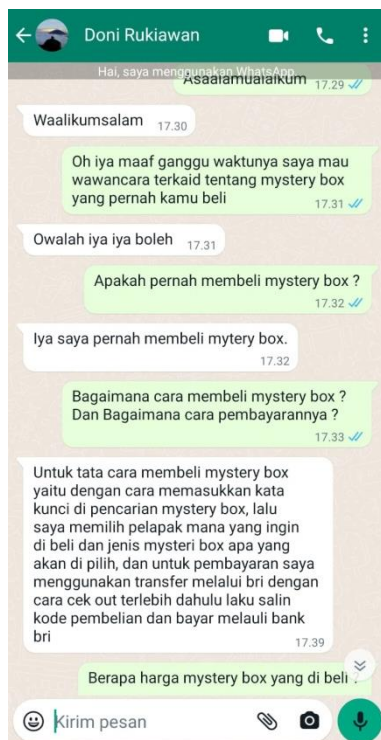 Doni Rukiawan
Hai, saya menggunakan WhatsApp.
Asaalamualaikum 17.29
Waalikumsalam 17.30
Oh iya maaf ganggu waktunya saya mau
wawancara terkaid tentang mystery box
yang pernah kamu beli
17.31
Owalah iya iya boleh 17.31
Apakah pernah membeli mystery box ?
17.32
Iya saya pernah membeli mytery box.
17.32
Bagaimana cara membeli mystery box ?
Dan Bagaimana cara pembayarannya ?
17.33
Untuk tata cara membeli mystery box
yaitu dengan cara memasukkan kata
kunci di pencarian mystery box, lalu
saya memilih pelapak mana yang ingin
di beli dan jenis mysteri box apa yang
akan di pilih, dan untuk pembayaran saya
menggunakan transfer melalui bri dengan
cara cek out terlebih dahulu laku salin
kode pembelian dan bayar melauli bank
bri 17.39
Berapa harga mystery box yang di beli ?
Kirim pesan